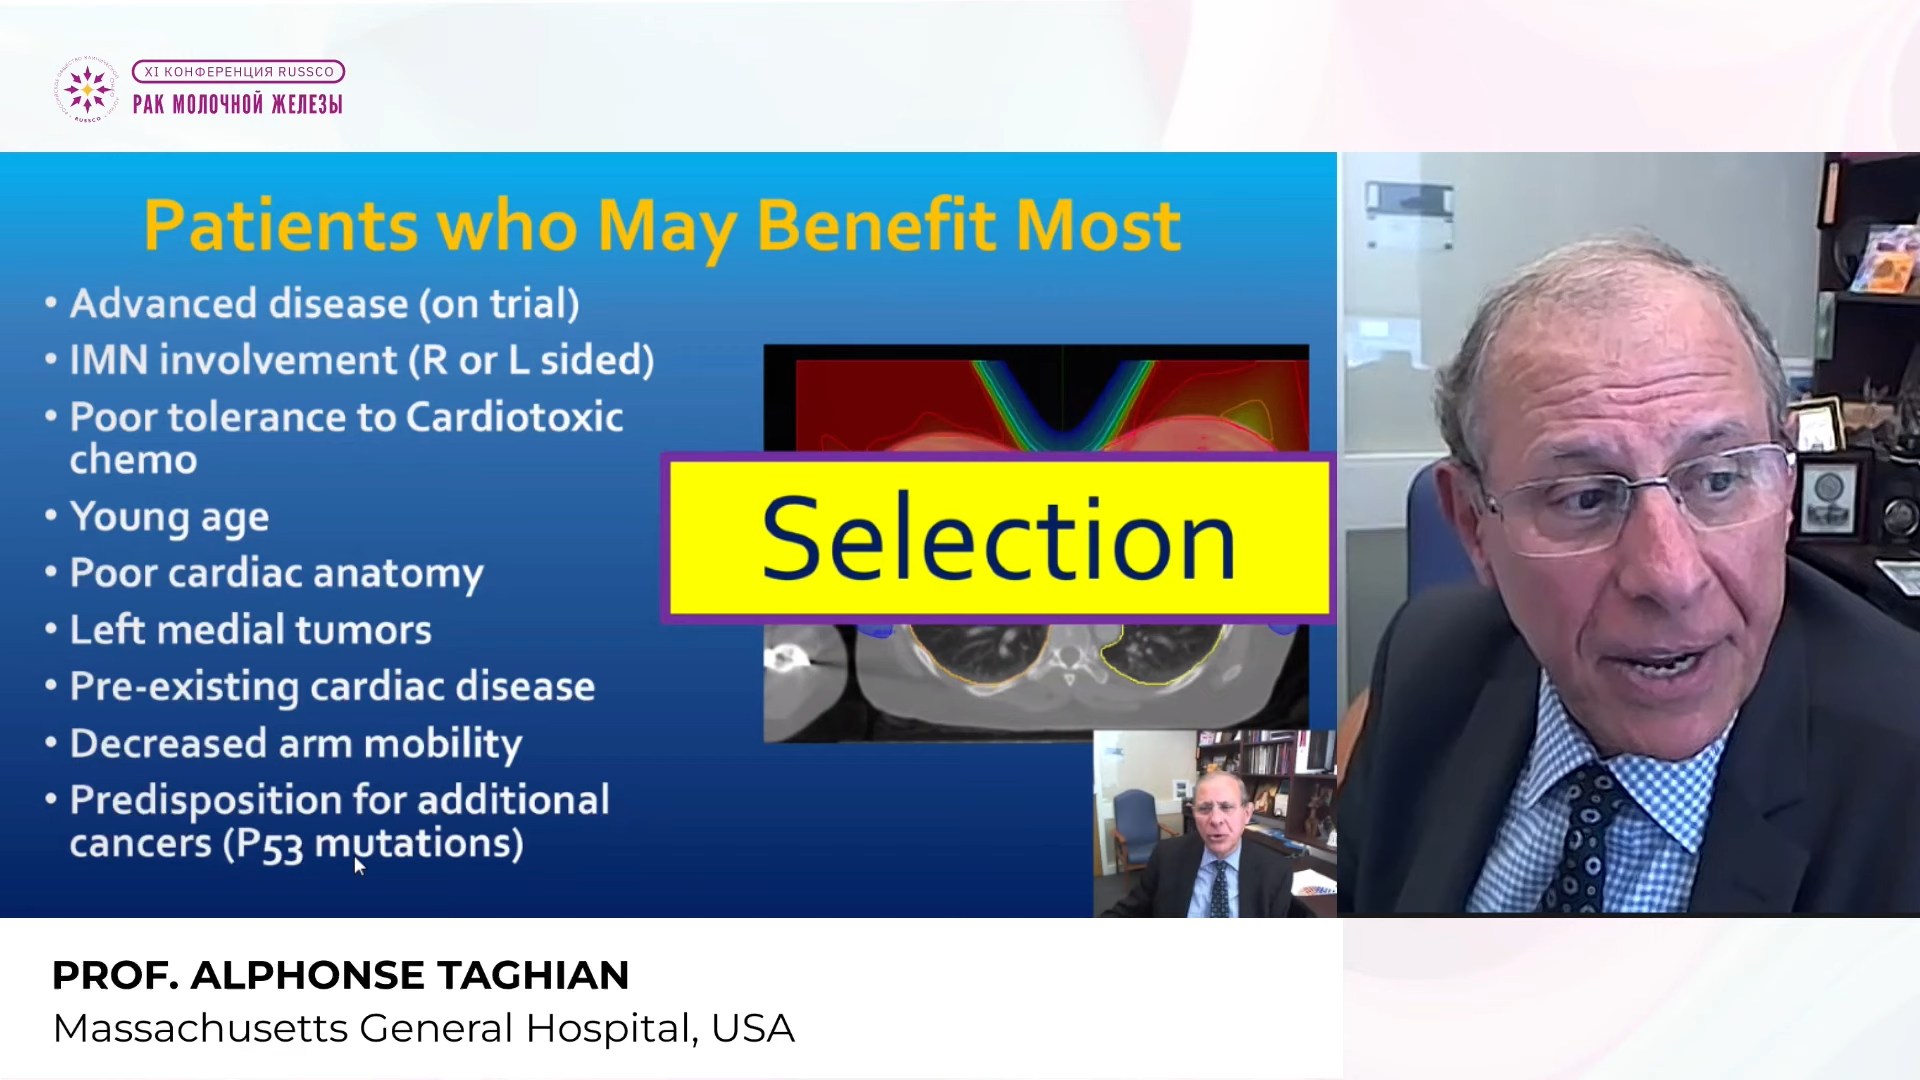 XI КОНФЕРЕНЦИЯ RUSSCO
РАК МОЛОЧНОЙ ЖЕЛЕЗЫ
RUSSCO
Patients who May Benefit Most
• Advanced disease (on trial)
• IMN involvement (R or L sided)
• Poor tolerance to Cardiotoxic
chemo
• Young age
• Poor cardiac anatomy
• Left medial tumors
• Pre-existing cardiac disease
• Decreased arm mobility
• Predisposition for additional
cancers (P53 mutations)
Selection
PROF. ALPHONSE TAGHIAN
Massachusetts General Hospital, USA